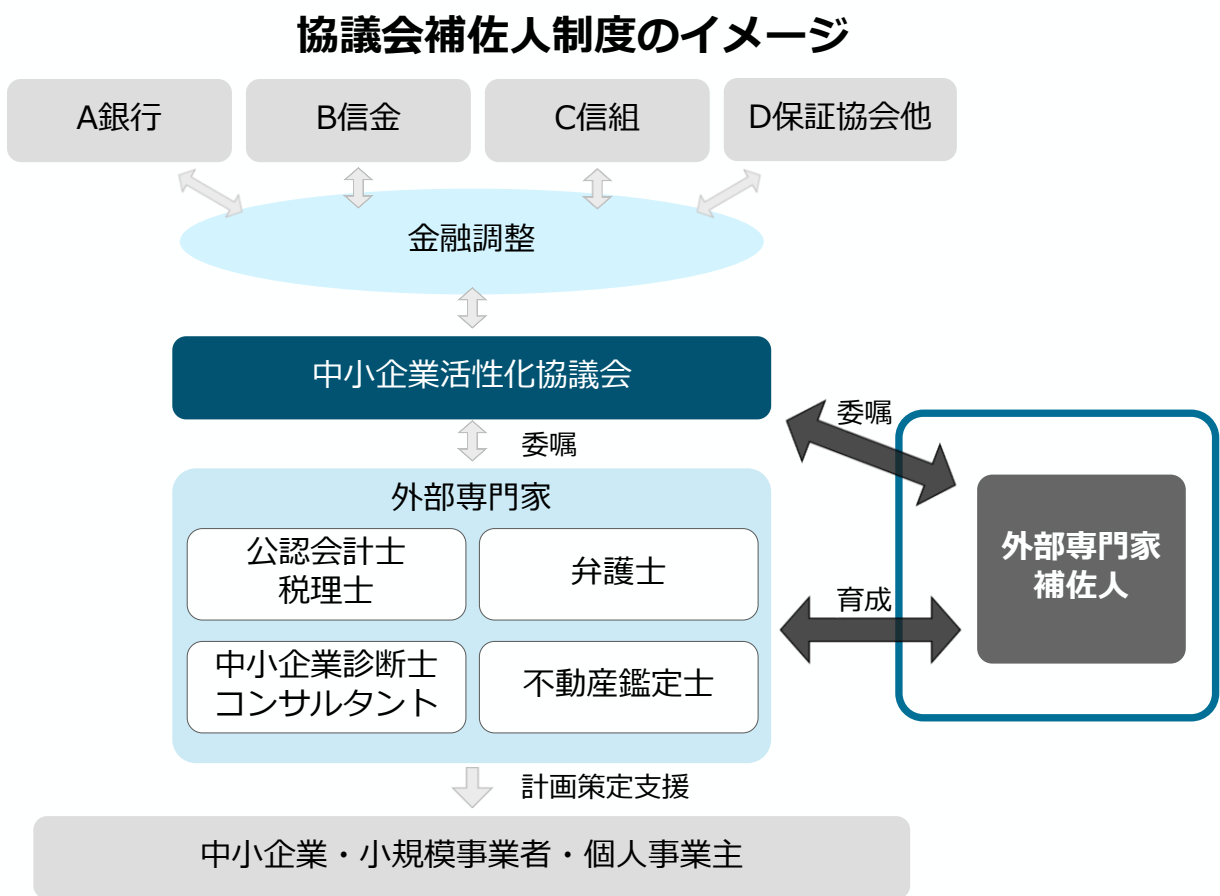 協議会補佐人制度のイメージ
A銀行
B信金
C信組
D保証協会他
金融調整
中小企業活性化協議会
委嘱
委嘱
外部専門家
公認会計士
税理士
弁護士
外部専門家
補佐人
育成
中小企業診断士
コンサルタント
不動産鑑定士
計画策定支援
中小企業・小規模事業者・個人事業主